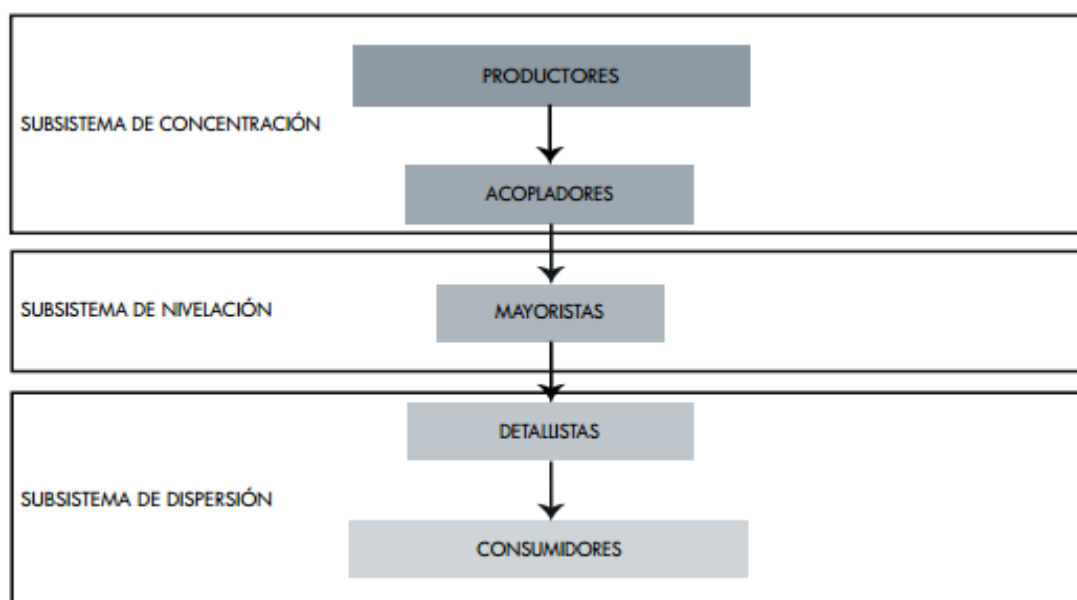 PRODUCTORES
SUBSISTEMA DE CONCENTRACIÓN
ACOPLADORES
SUBSISTEMA DE NIVELACIÓN
MAYORISTAS
DETALLISTAS
SUBSISTEMA DE DISPERSIÓN
CONSUMIDORES